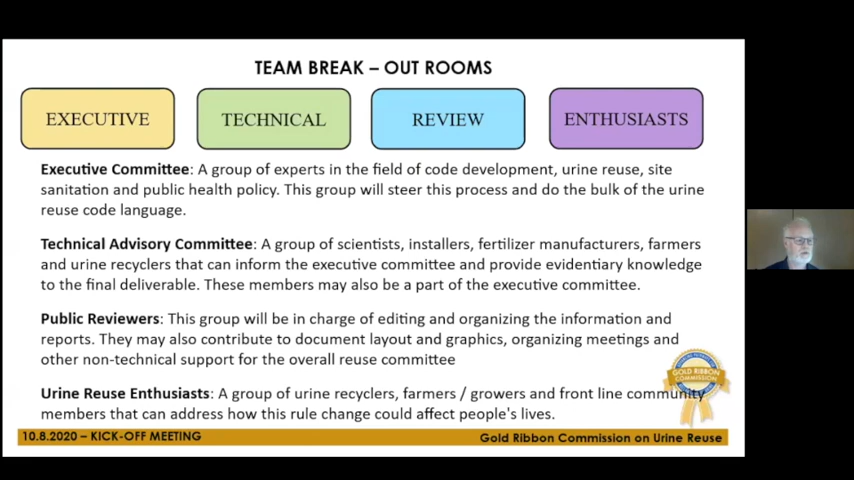 TEAM BREAK – OUT ROOMS
EXECUTIVE
TECHNICAL
REVIEW
ENTHUSIASTS
Executive Committee: A group of experts in the field of code development, urine reuse, site
sanitation and public health policy. This group will steer this process and do the bulk of the urine
reuse code language.
Technical Advisory Committee: A group of scientists, installers, fertilizer manufacturers, farmers
and urine recyclers that can inform the executive committee and provide evidentiary knowledge
to the final deliverable. These members may also be a part of the executive committee.
Public Reviewers: This group will be in charge of editing and organizing the information and
reports. They may also contribute to document layout and graphics, organizing meetings and
other non-technical support for the overall reuse committee
GOLD RIBBON
COMMISSION
Urine Reuse Enthusiasts: A group of urine recyclers, farmers / growers and front line community
members that can address how this rule change could affect people's lives.
10.8.2020 – KICK-OFF MEETING
Gold Ribbon Commission on Urine Reuse